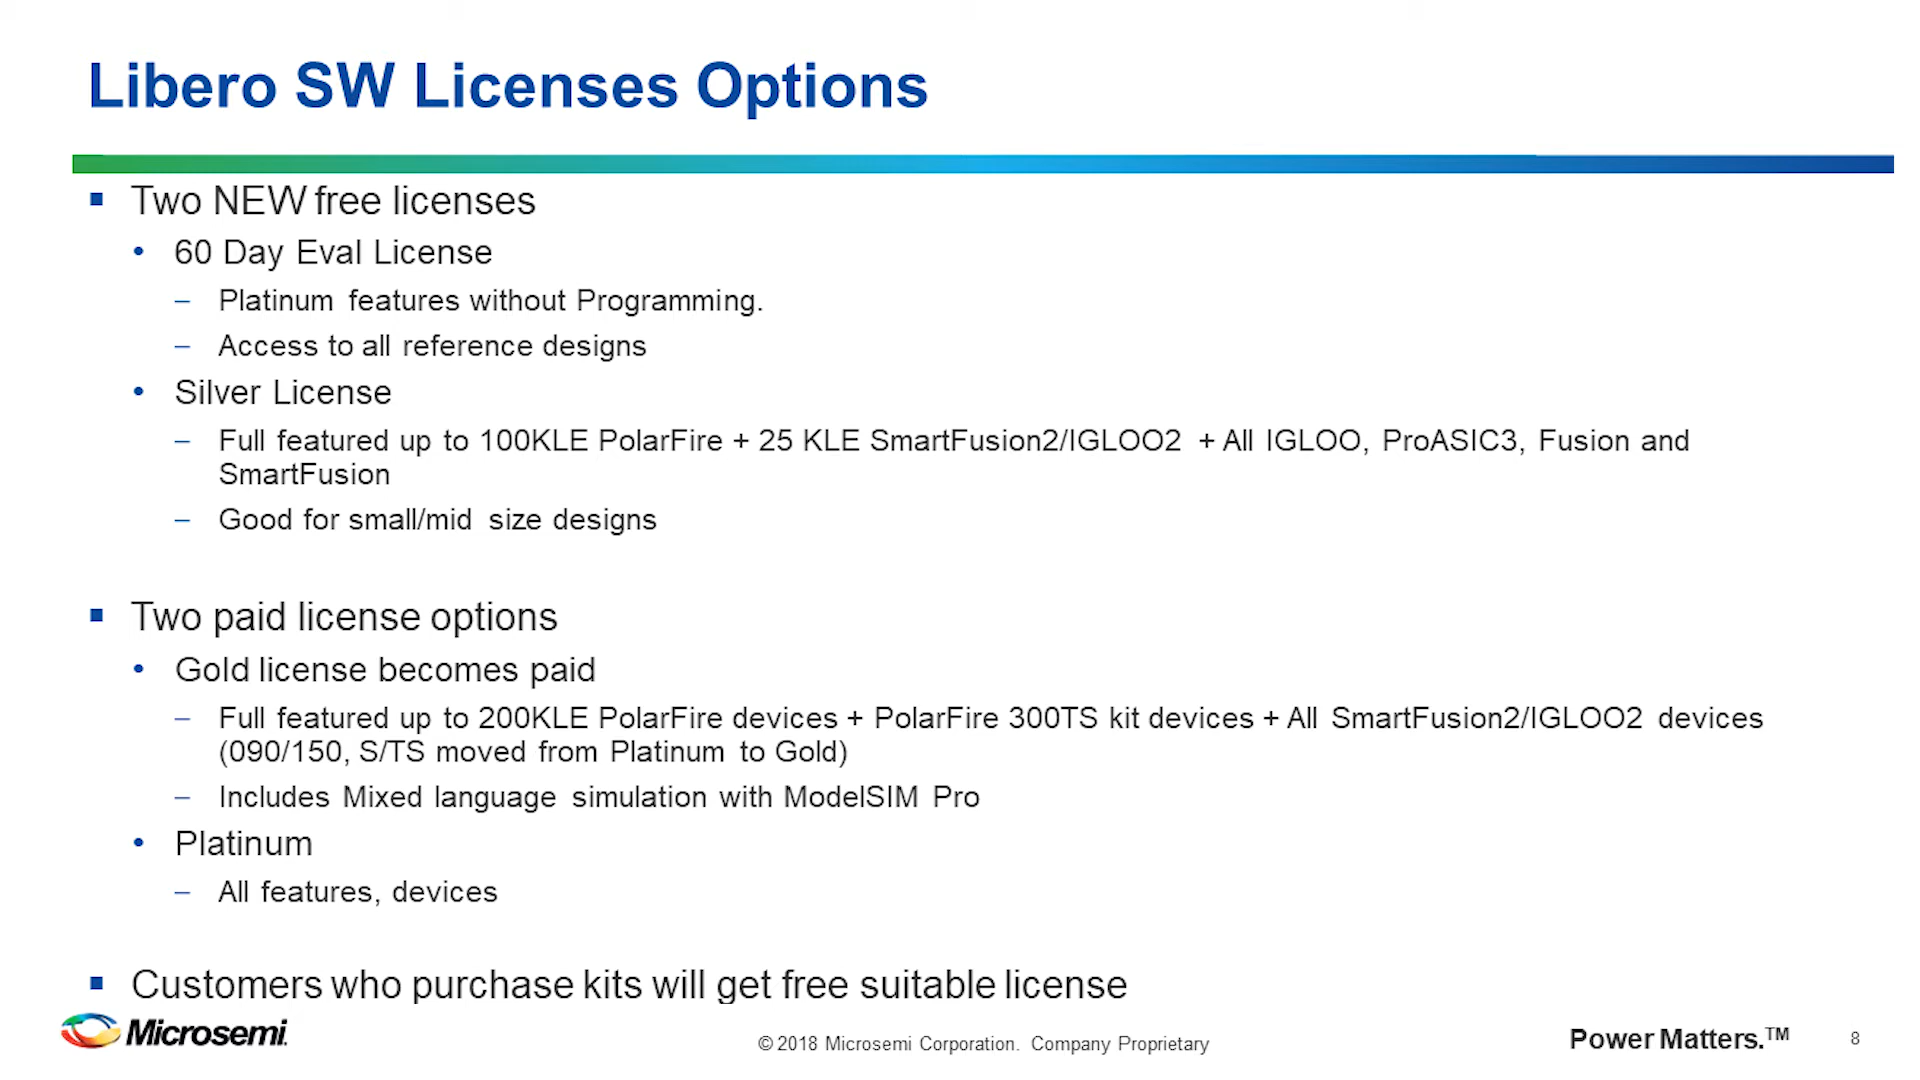 Libero SW Licenses Options
▪ Two NEW free licenses
• 60 Day Eval License
– Platinum features without Programming.
– Access to all reference designs
• Silver License
– Full featured up to 100KLE PolarFire + 25 KLE SmartFusion2/IGLOO2 + All IGLOO, ProASIC3, Fusion and
SmartFusion
– Good for small/mid size designs
▪ Two paid license options
• Gold license becomes paid
– Full featured up to 200KLE PolarFire devices + PolarFire 300TS kit devices + All SmartFusion2/IGLOO2 devices
(090/150, S/TS moved from Platinum to Gold)
– Includes Mixed language simulation with ModelSIM Pro
• Platinum
– All features, devices
▪ Customers who purchase kits will get free suitable license
Microsemi.
© 2018 Microsemi Corporation. Company Proprietary
Power Matters.TM
8